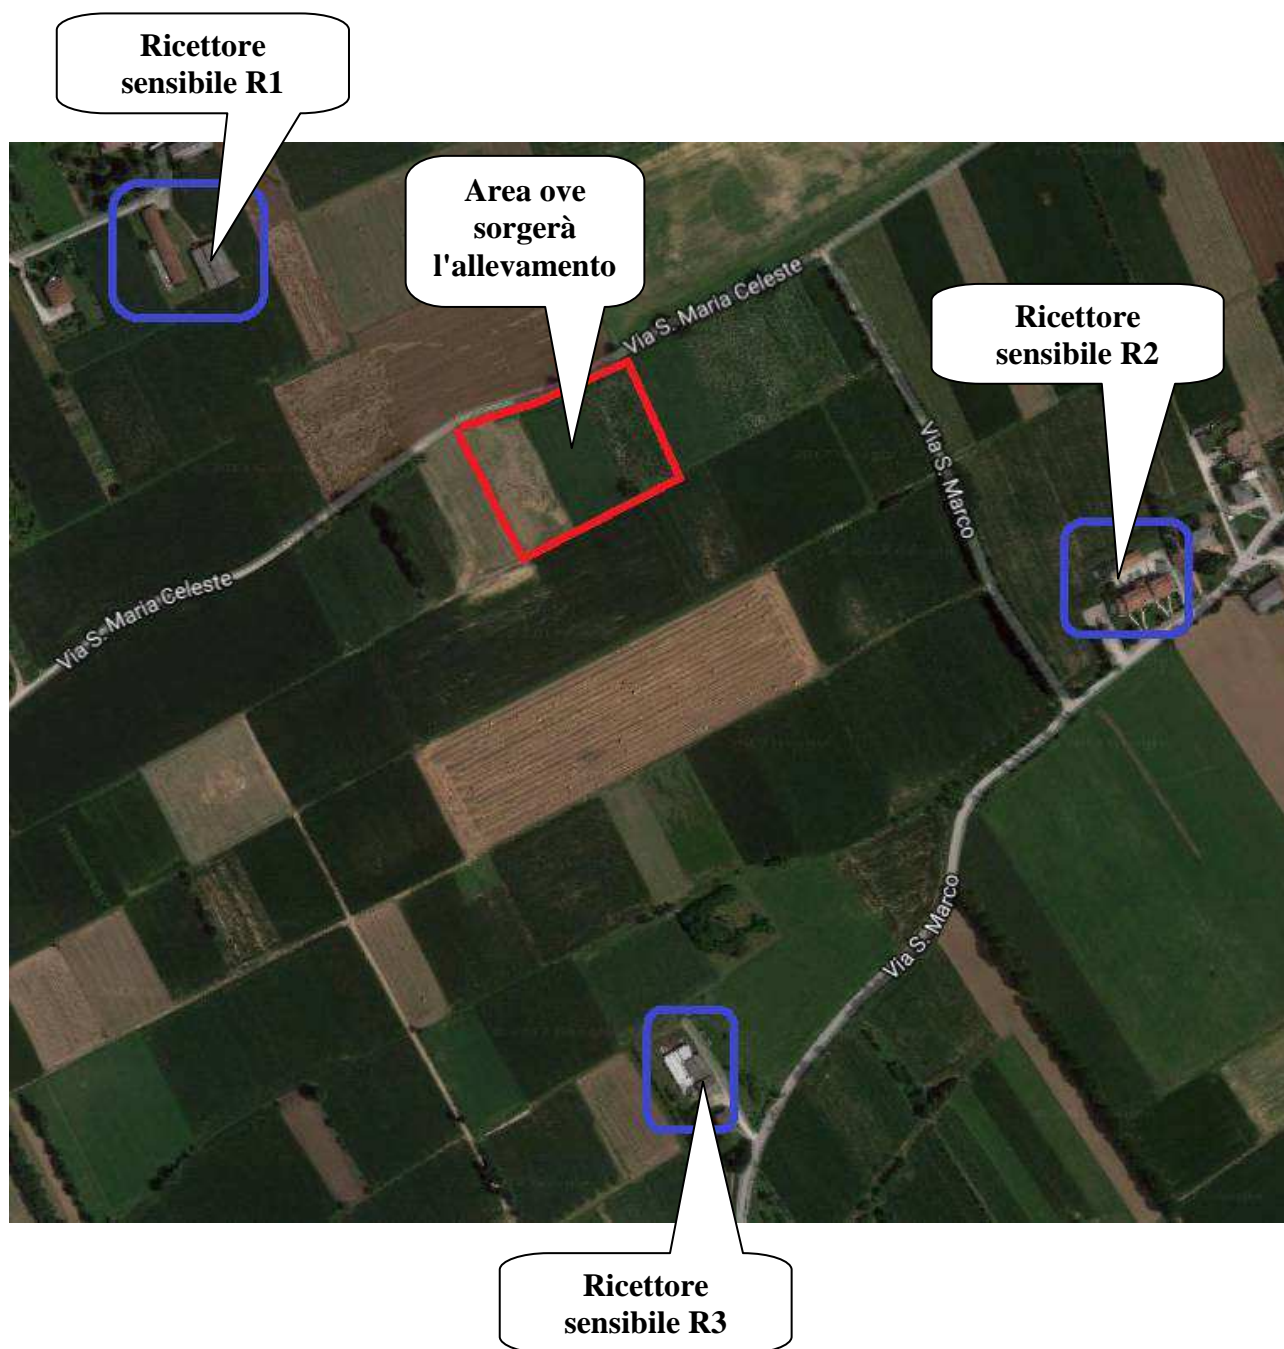 Ricettore
sensibile R1
Area ove
sorgerà
l'allevamento
Via S. Maria Celeste
Ricettore
sensibile R2
Via S. Marco
Via S. Maria Celeste
Via S. Marco
Ricettore
sensibile R3